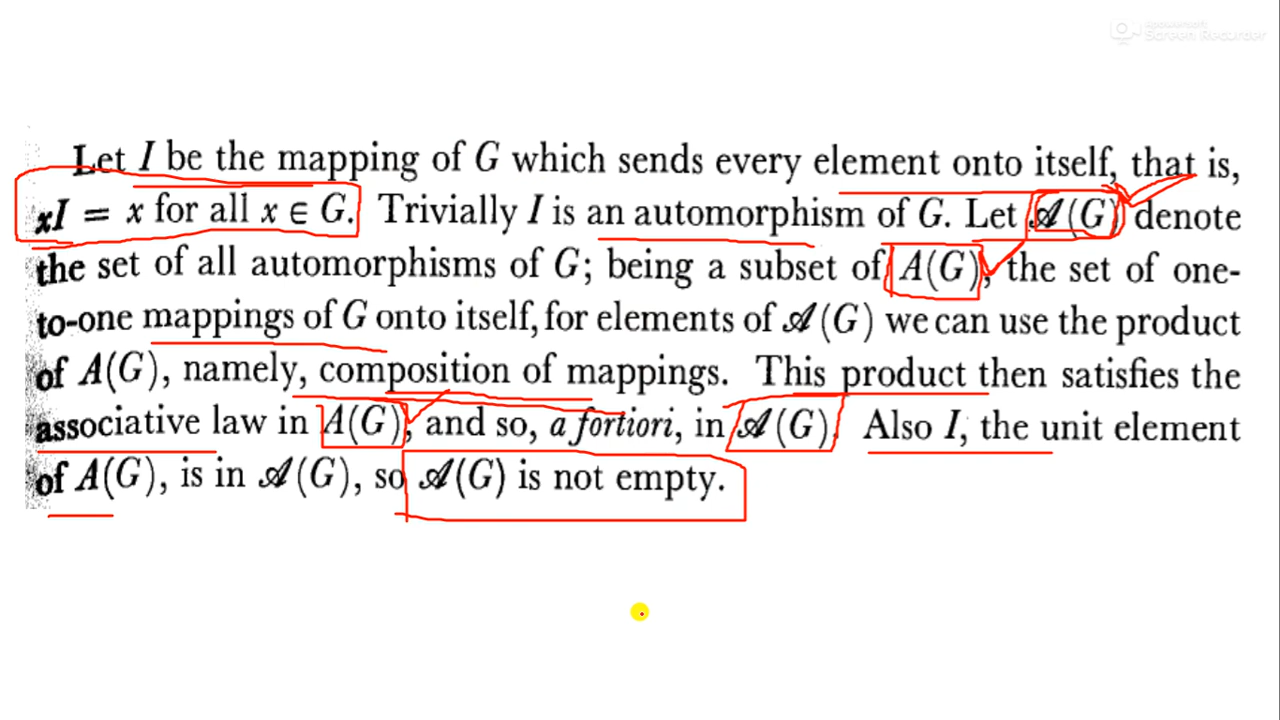 Apowersoft
Screen Recorder
Let I be the mapping of G which sends every element onto itself, that is,
xI = x for all x ∈ G. Trivially I is an automorphism of G. Let 𝒜(G) denote
the set of all automorphisms of G; being a subset of A(G), the set of one-
to-one mappings of G onto itself, for elements of 𝒜(G) we can use the product
of A(G), namely, composition of mappings. This product then satisfies the
associative law in A(G), and so, a fortiori, in 𝒜(G). Also I, the unit element
of A(G), is in 𝒜(G), so 𝒜(G) is not empty.